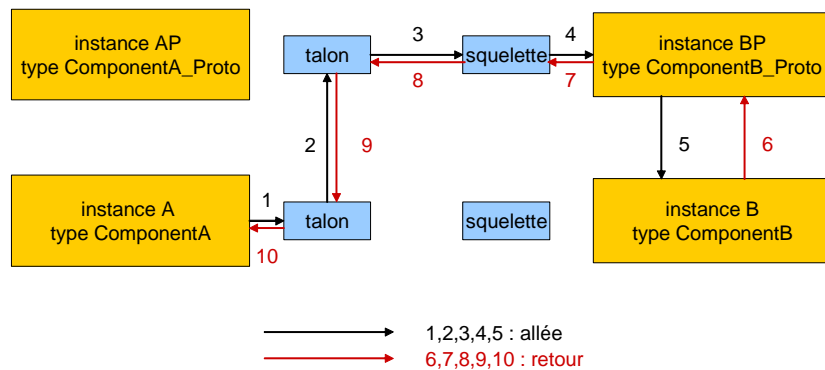 instance AP
type ComponentA_Proto
talon
3
8
squelette
4
7
instance BP
type ComponentB_Proto
2
9
5
6
instance A
type ComponentA
1
10
talon
squelette
instance B
type ComponentB
1,2,3,4,5 : allée
6,7,8,9,10 : retour